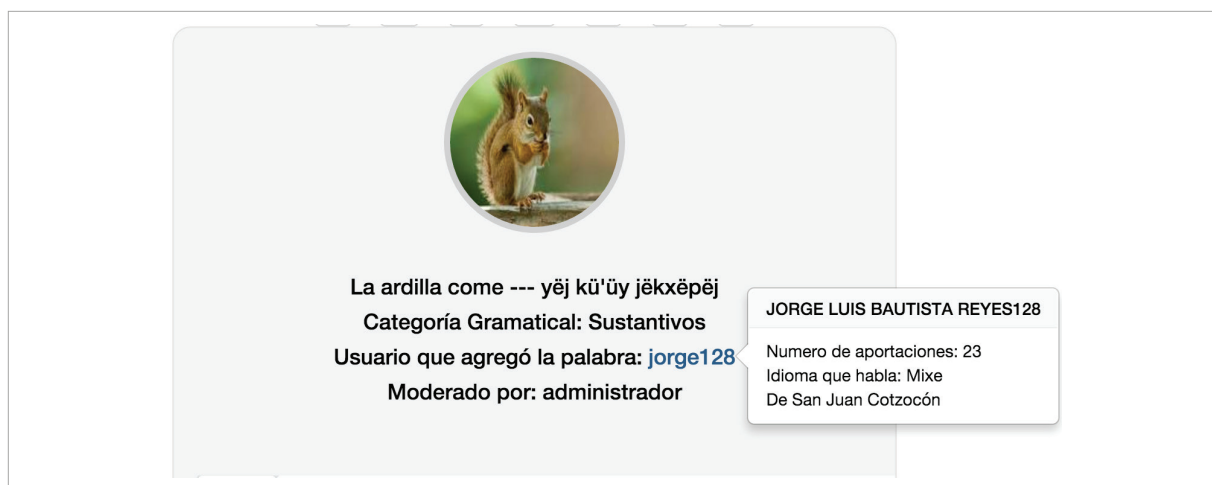 La ardilla come --- yëj kü'üy jëkxëpëj
Categoría Gramatical: Sustantivos
Usuario que agregó la palabra: jorge128
Moderado por: administrador
JORGE LUIS BAUTISTA REYES128
Numero de aportaciones: 23
Idioma que habla: Mixe
De San Juan Cotzocón